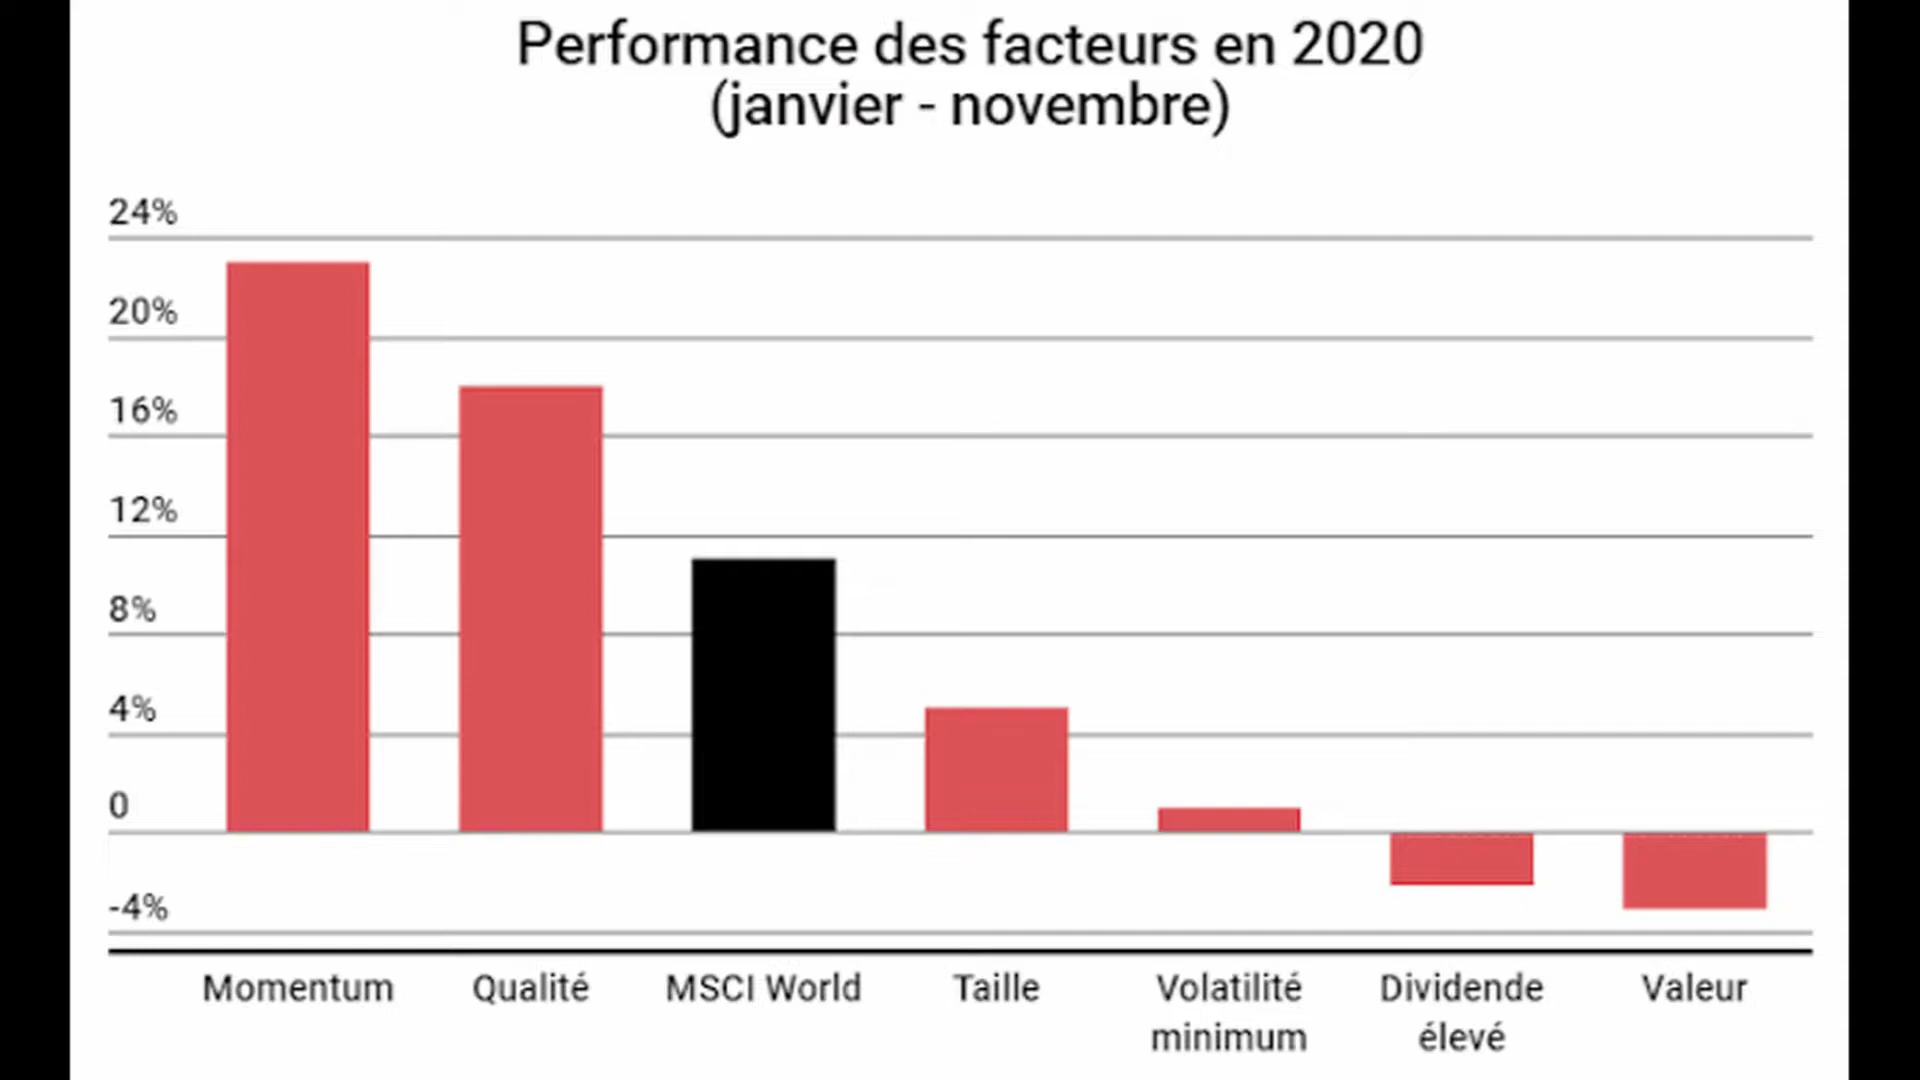 Performance des facteurs en 2020
(janvier - novembre)
24%
20%
16%
12%
8%
4%
0
-4%
Momentum
Qualité
MSCI World
Taille
Volatilité
minimum
Dividende
élevé
Valeur